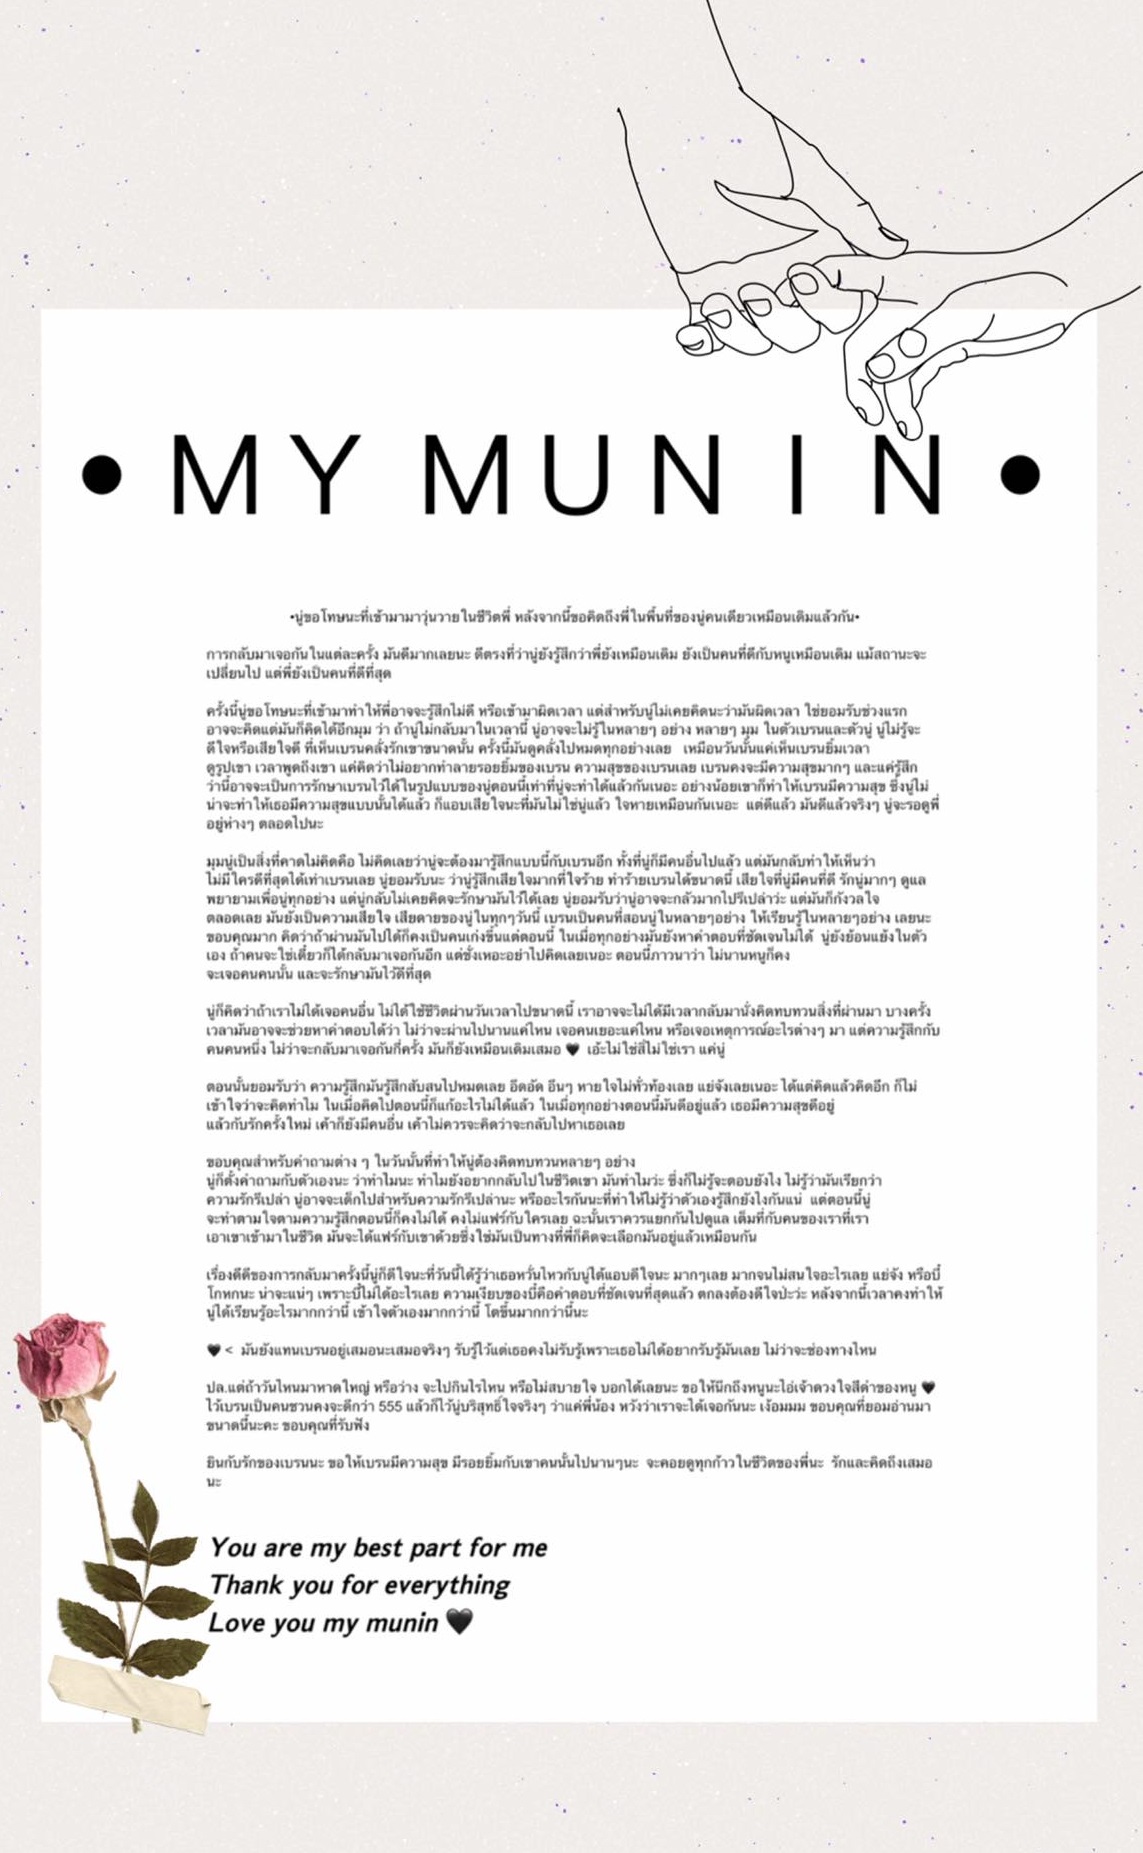 • MY MUNIN •
•นู่ขอโทษนะที่เข้ามามาวุ่นวายในชีวิตพี่ หลังจากนี้ขอคิดถึงพี่ในพื้นที่ของนู่คนเดียวเหมือนเดิมแล้วกัน•
การกลับมาเจอกันในแต่ละครั้ง มันดีมากเลยนะ ดีตรงที่ว่านู่ยังรู้สึกว่าพี่ยังเหมือนเดิม ยังเป็นคนที่ดีกับหนูเหมือนเดิม แม้สถานะจะ
เปลี่ยนไป แต่พี่ยังเป็นคนที่ดีที่สุด
ครั้งนี้นู่ขอโทษนะที่เข้ามาทำให้พี่อาจจะรู้สึกไม่ดี หรือเข้ามาผิดเวลา แต่สำหรับนู่ไม่เคยคิดนะว่ามันผิดเวลา ใช่ยอมรับช่วงแรก
อาจจะคิดแต่มันก็คิดได้อีกมุม ว่า ถ้านู่ไม่กลับมาในเวลานี้ นู่อาจจะไม่รู้ในหลายๆ อย่าง หลายๆ มุม ในตัวเบรนและตัวนู่ นู่ไม่รู้จะ
ดีใจหรือเสียใจดี ที่เห็นเบรนคลั่งรักเขาขนาดนั้น ครั้งนี้มันดูคลั่งไปหมดทุกอย่างเลย เหมือนวันนั้นแค่เห็นเบรนยิ้มเวลา
ดูรูปเขา เวลาพูดถึงเขา แค่คิดว่าไม่อยากทำลายรอยยิ้มของเบรน ความสุขของเบรนเลย เบรนคงจะมีความสุขมากๆ และแค่รู้สึก
ว่านี้อาจจะเป็นการรักษาเบรนไว้ได้ในรูปแบบของนู่ตอนนี้เท่าที่นู่จะทำได้แล้วกันเนอะ อย่างน้อยเขาก็ทำให้เบรนมีความสุข ซึ่งนู่ไม่
น่าจะทำให้เธอมีความสุขแบบนั้นได้แล้ว ก็แอบเสียใจนะที่มันไม่ใช่นู่แล้ว ใจหายเหมือนกันเนอะ แต่ดีแล้ว มันดีแล้วจริงๆ นู่จะรอดูพี่
อยู่ห่างๆ ตลอดไปนะ
มุมนู่เป็นสิ่งที่คาดไม่คิดคือ ไม่คิดเลยว่านู่จะต้องมารู้สึกแบบนี้กับเบรนอีก ทั้งที่นู่ก็มีคนอื่นไปแล้ว แต่มันกลับทำให้เห็นว่า
ไม่มีใครดีที่สุดได้เท่าเบรนเลย นู่ยอมรับนะ ว่านู่รู้สึกเสียใจมากที่ใจร้าย ทำร้ายเบรนได้ขนาดนี้ เสียใจที่นู่มีคนที่ดี รักนู่มากๆ ดูแล
พยายามเพื่อนู่ทุกอย่าง แต่นู่กลับไม่เคยคิดจะรักษามันไว้ได้เลย นู่ยอมรับว่านู่อาจจะกลัวมากไปรึเปล่าวะ แต่มันก็กังวลใจ
ตลอดเลย มันยังเป็นความเสียใจ เสียดายของนู่ในทุกๆวันนี้ เบรนเป็นคนที่สอนนู่ในหลายๆอย่าง ให้เรียนรู้ในหลายๆอย่าง เลยนะ
ขอบคุณมาก คิดว่าถ้าผ่านมันไปได้ก็คงเป็นคนเก่งขึ้นแต่ตอนนี้ ในเมื่อทุกอย่างมันยังหาคำตอบที่ชัดเจนไม่ได้ นู่ยังย้อนแย้งในตัว
เอง ถ้าคนจะใช่เดี๋ยวก็ได้กลับมาเจอกันอีก แต่ช่างเหอะอย่าไปคิดเลยเนอะ ตอนนี้ภาวนาว่า ไม่นานหนูก็คง
จะเจอคนคนนั้น และจะรักษามันไว้ดีที่สุด
นู่ก็คิดว่าถ้าเราไม่ได้เจอคนอื่น ไม่ได้ใช้ชีวิตผ่านวันเวลาไปขนาดนี้ เราอาจจะไม่ได้มีเวลากลับมานั่งคิดทบทวนสิ่งที่ผ่านมา บางครั้ง
เวลามันอาจจะช่วยหาคำตอบได้ว่า ไม่ว่าจะผ่านไปนานแค่ไหน เจอคนเยอะแค่ไหน หรือเจอเหตุการณ์อะไรต่างๆ มา แต่ความรู้สึกกับ
คนคนหนึ่ง ไม่ว่าจะกลับมาเจอกันกี่ครั้ง มันก็ยังเหมือนเดิมเสมอ 🖤 เอ้ะไม่ใช่สิไม่ใช่เรา แค่นู่
ตอนนั้นยอมรับว่า ความรู้สึกมันรู้สึกสับสนไปหมดเลย อึดอัด อึนๆ หายใจไม่ทั่วท้องเลย แย่จังเลยเนอะ ได้แต่คิดแล้วคิดอีก ก็ไม่
เข้าใจว่าจะคิดทำไม ในเมื่อคิดไปตอนนี้ก็แก้อะไรไม่ได้แล้ว ในเมื่อทุกอย่างตอนนี้มันดีอยู่แล้ว เธอมีความสุขดีอยู่
แล้วกับรักครั้งใหม่ เค้าก็ยังมีคนอื่น เค้าไม่ควรจะคิดว่าจะกลับไปหาเธอเลย
ขอบคุณสำหรับคำถามต่าง ๆ ในวันนั้นที่ทำให้นู่ต้องคิดทบทวนหลายๆ อย่าง
นู่ก็ตั้งคำถามกับตัวเองนะ ว่าทำไมนะ ทำไมยังอยากกลับไปในชีวิตเขา มันทำไมว่ะ ซึ่งก็ไม่รู้จะตอบยังไง ไม่รู้ว่ามันเรียกว่า
ความรักรึเปล่า นู่อาจจะเด็กไปสำหรับความรักรึเปล่านะ หรืออะไรกันนะที่ทำให้ไม่รู้ว่าตัวเองรู้สึกยังไงกันแน่ แต่ตอนนี้นู่
จะทำตามใจตามความรู้สึกตอนนี้ก็คงไม่ได้ คงไม่แฟร์กับใครเลย ฉะนั้นเราควรแยกกันไปดูแล เต็มที่กับคนของเราที่เรา
เอาเขาเข้ามาในชีวิต มันจะได้แฟร์กับเขาด้วยซึ่งใช่มันเป็นทางที่พี่ก็คิดจะเลือกมันอยู่แล้วเหมือนกัน
เรื่องดีดีของการกลับมาครั้งนี้นู่ก็ดีใจนะที่วันนี้ได้รู้ว่าเธอหวั่นไหวกับนู่ได้แอบดีใจนะ มากๆเลย มากจนไม่สนใจอะไรเลย แย่จัง หรือบี๋
โกหกนะ น่าจะแน่ๆ เพราะบี๋ไม่ได้อะไรเลย ความเงียบของบี๋คือคำตอบที่ชัดเจนที่สุดแล้ว ตกลงต้องดีใจป่ะว่ะ หลังจากนี้เวลาคงทำให้
นู่ได้เรียนรู้อะไรมากกว่านี้ เข้าใจตัวเองมากกว่านี้ โตขึ้นมากกว่านี้นะ
🖤 < มันยังแทนเบรนอยู่เสมอนะเสมอจริงๆ รับรู้ไว้แต่เธอคงไม่รับรู้เพราะเธอไม่ได้อยากรับรู้มันเลย ไม่ว่าจะช่องทางไหน
ปล.แต่ถ้าวันไหนมาหาดใหญ่ หรือว่าง จะไปกินไรไหน หรือไม่สบายใจ บอกได้เลยนะ ขอให้นึกถึงหนูนะไอ่เจ้าดวงใจสีดำของหนู 🖤
ไว้เบรนเป็นคนชวนคงจะดีกว่า 555 แล้วก็ไว้นู่บริสุทธิ์ใจจริงๆ ว่าแค่พี่น้อง หวังว่าเราจะได้เจอกันนะ เง้อมมม ขอบคุณที่ยอมอ่านมา
ขนาดนี้นะคะ ขอบคุณที่รับฟัง
ยินกับรักของเบรนนะ ขอให้เบรนมีความสุข มีรอยยิ้มกับเขาคนนั้นไปนานๆนะ จะคอยดูทุกก้าวในชีวิตของพี่นะ รักและคิดถึงเสมอ
นะ
You are my best part for me
Thank you for everything
Love you my munin 🖤